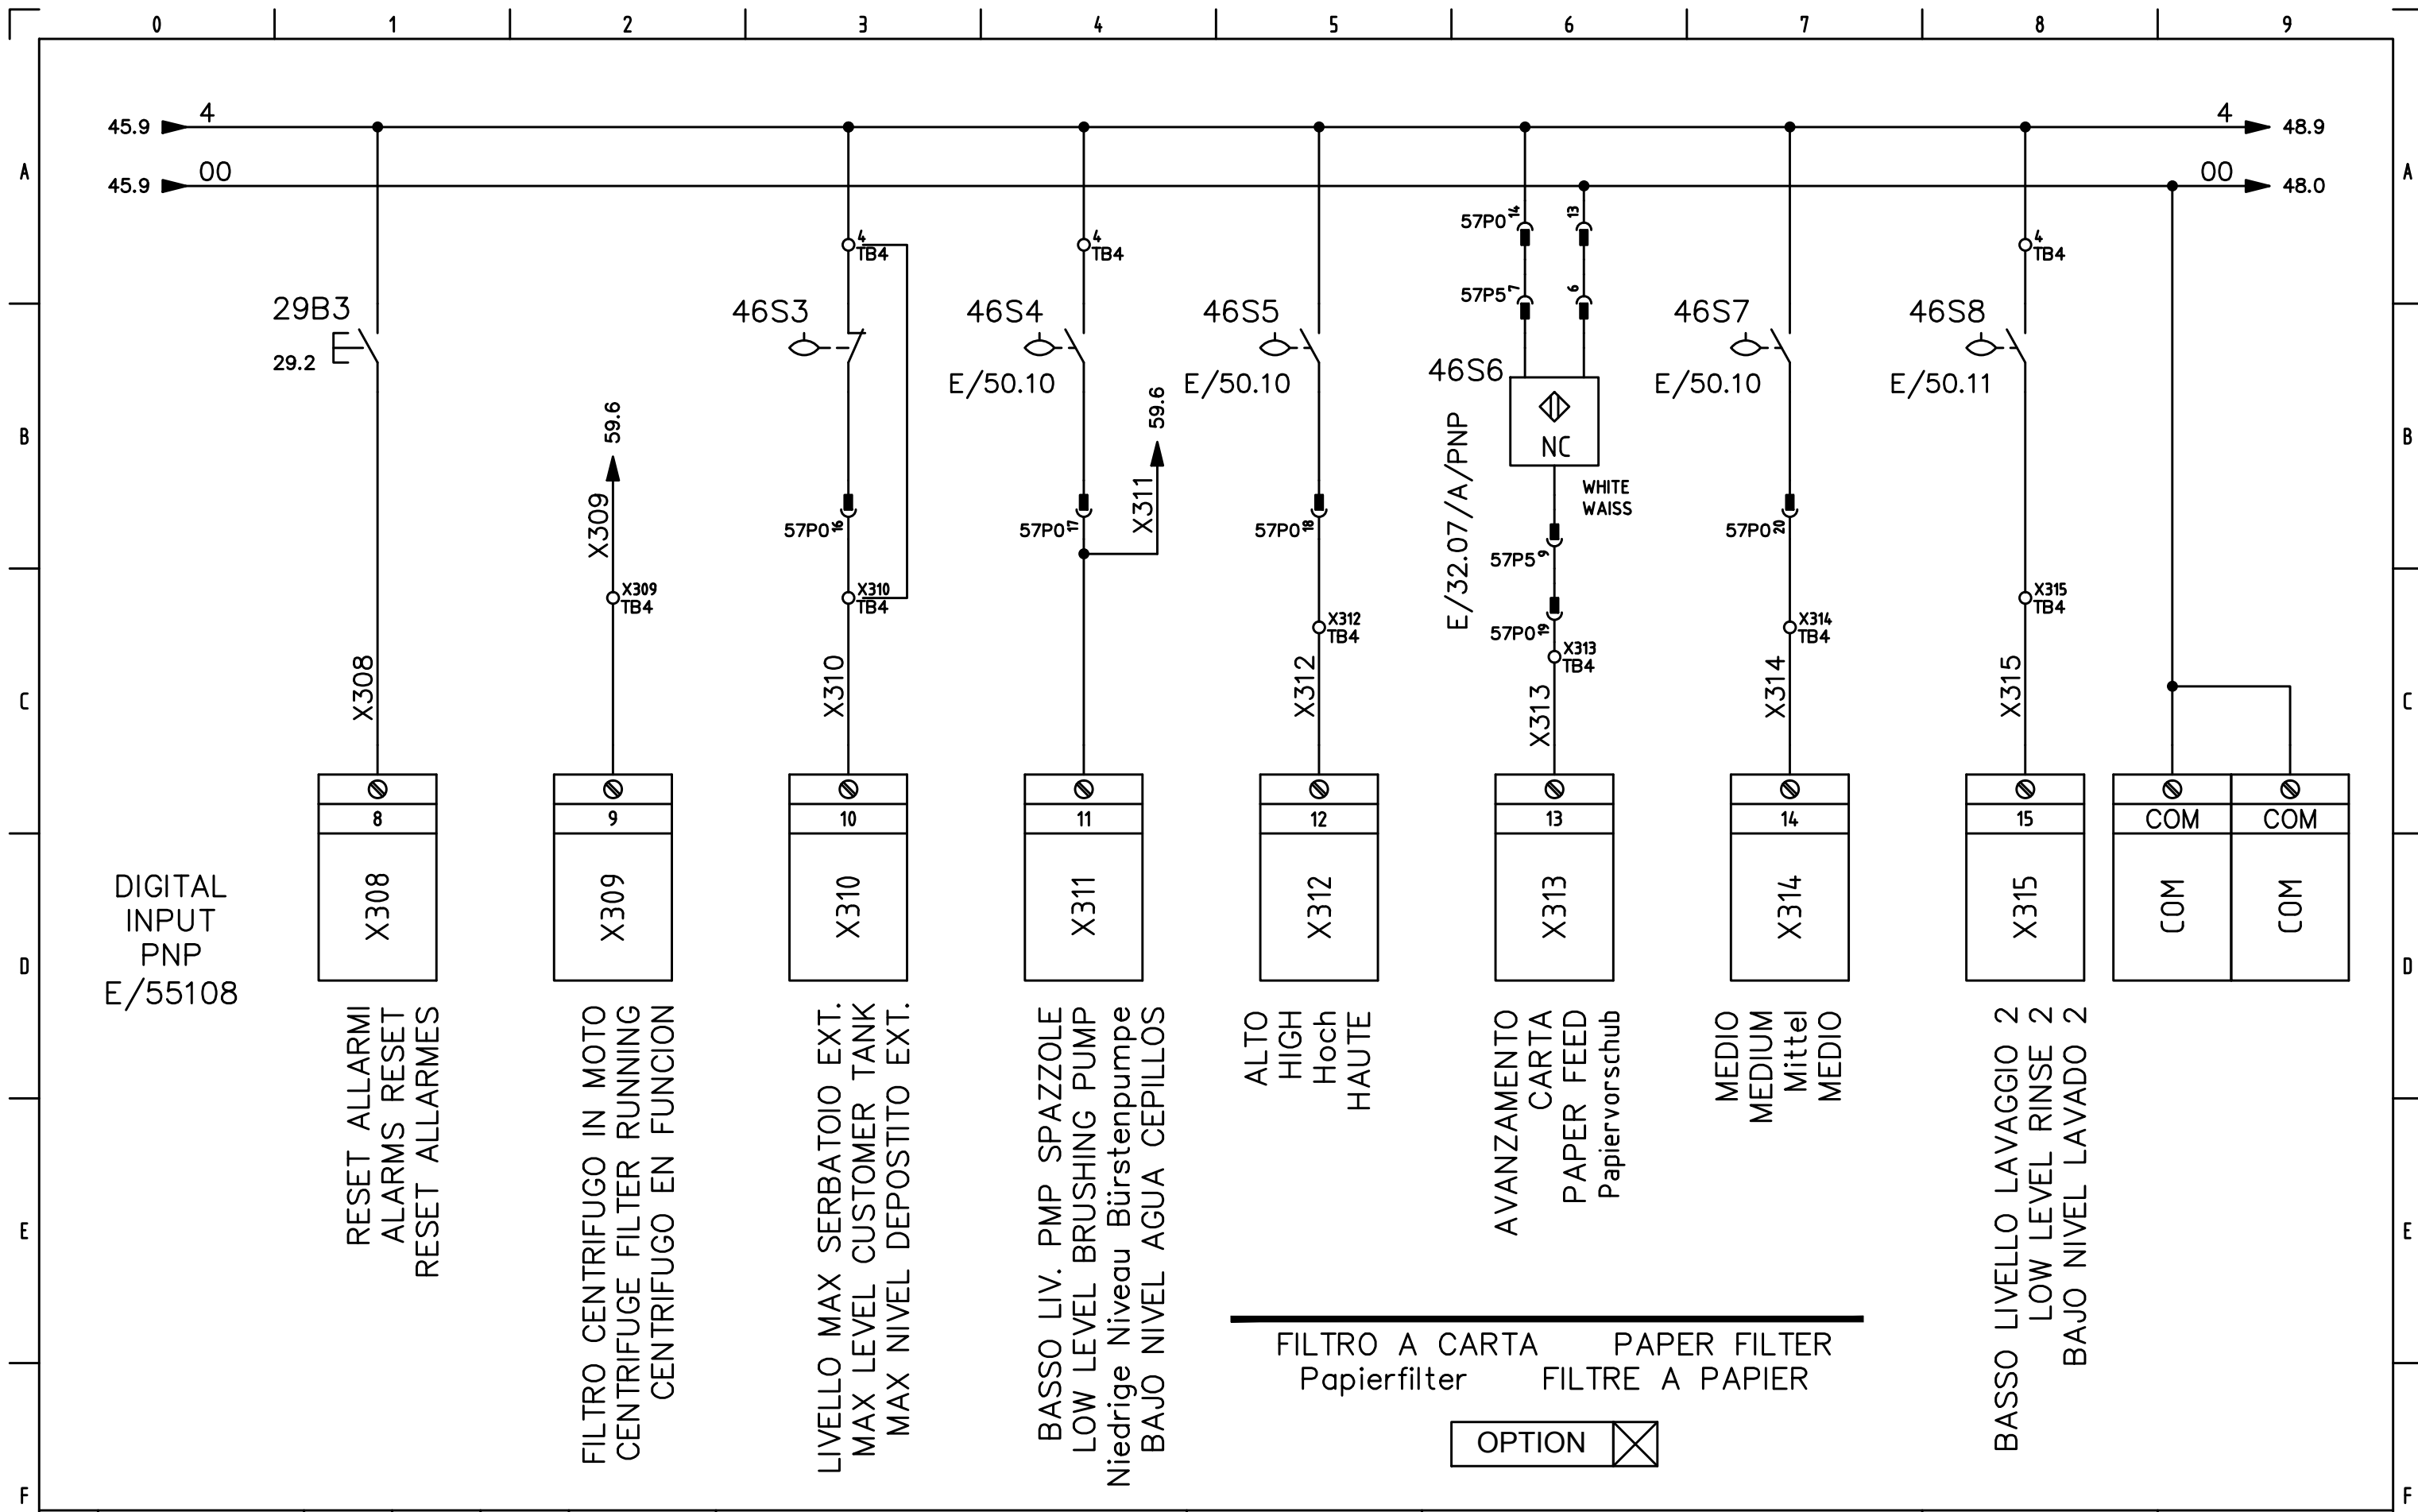 0 1 2 3 4 5 6 7 8 9
45.9 4 4 48.9
A A
45.9 00 00 48.0
57P0 14 13
4
TB4
4
TB4
4
TB4
57P5 7 6
29B3
29.2
46S3
46S4
E/50.10
46S5
E/50.10
46S6
NC
E/32.07/A/PNP
WHITE
WAISS
46S7
E/50.10
46S8
E/50.11
B B
59.6
X309
59.6
X311
57P0 16
57P0 17
57P0 18
57P5 9
57P0 19
57P0 20
X309
TB4
X310
TB4
X312
TB4
X313
TB4
X314
TB4
X315
TB4
C C
X308
X310
X312
X313
X314
X315
8 9 10 11 12 13 14 15 COM COM
X308 X309 X310 X311 X312 X313 X314 X315 COM COM
DIGITAL
INPUT
PNP
E/55108
D D
RESET ALLARMI
ALARMS RESET
RESET ALLARMES
FILTRO CENTRIFUGO IN MOTO
CENTRIFUGE FILTER RUNNING
CENTRIFUGO EN FUNCION
LIVELLO MAX SERBATOIO EXT.
MAX LEVEL CUSTOMER TANK
MAX NIVEL DEPOSTITO EXT.
BASSO LIV. PMP SPAZZOLE
LOW LEVEL BRUSHING PUMP
Niedrige Niveau Bürstenpumpe
BAJO NIVEL AGUA CEPILLOS
ALTO
HIGH
Hoch
HAUTE
AVANZAMENTO
CARTA
PAPER FEED
Papiervorschub
MEDIO
MEDIUM
Mittel
MEDIO
BASSO LIVELLO LAVAGGIO 2
LOW LEVEL RINSE 2
BAJO NIVEL LAVADO 2
E E
FILTRO A CARTA PAPER FILTER
Papierfilter FILTRE A PAPIER
OPTION
F F